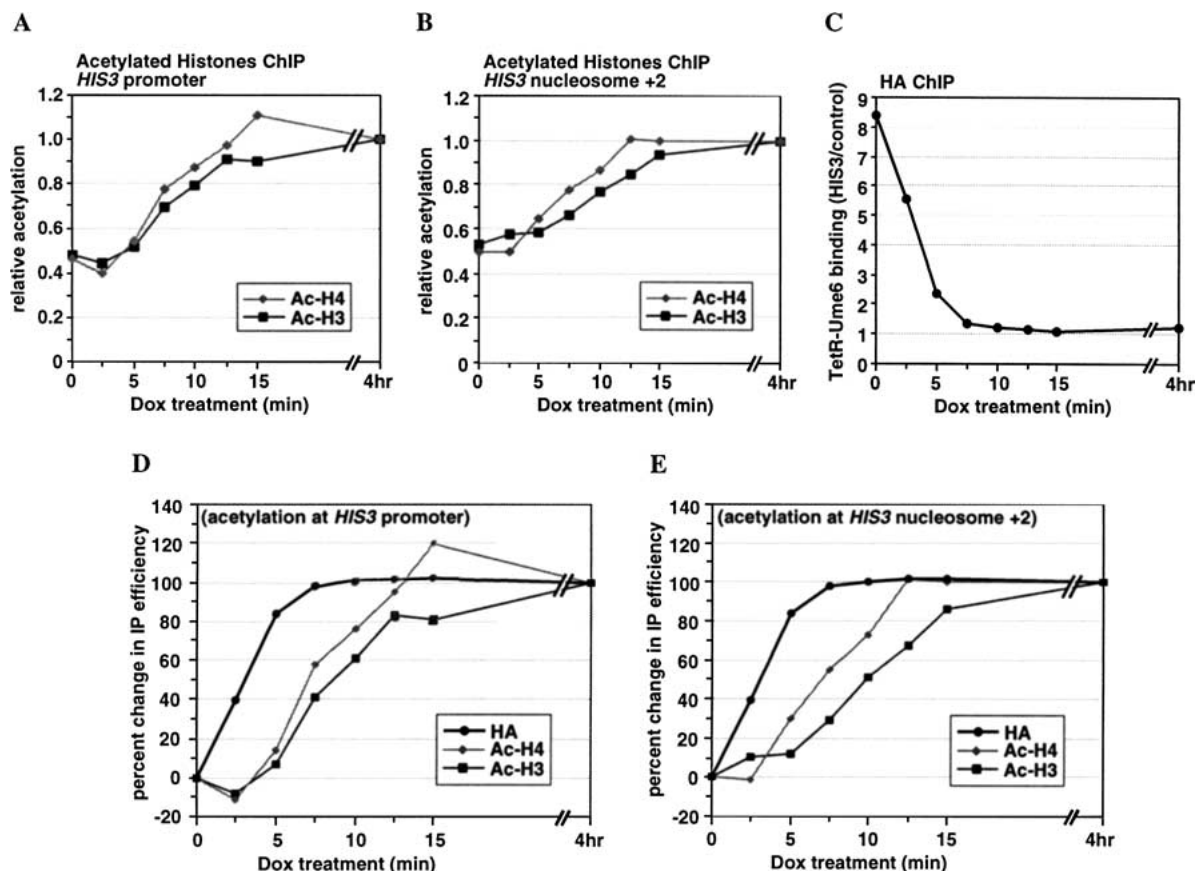 A
Acetylated Histones ChIP
HIS3 promoter
relative acetylation
1.2
1.0
0.8
0.6
0.4
0.2
0
Ac-H4
Ac-H3
0 5 10 15 4hr
Dox treatment (min)
B
Acetylated Histones ChIP
HIS3 nucleosome +2
relative acetylation
1.2
1.0
0.8
0.6
0.4
0.2
0
Ac-H4
Ac-H3
0 5 10 15 4hr
Dox treatment (min)
C
HA ChIP
TetR-Ume6 binding (HIS3/control)
9
8
7
6
5
4
3
2
1
0
0 5 10 15 4hr
Dox treatment (min)
D
(acetylation at HIS3 promoter)
percent change in IP efficiency
140
120
100
80
60
40
20
0
-20
HA
Ac-H4
Ac-H3
0 5 10 15 4hr
Dox treatment (min)
E
(acetylation at HIS3 nucleosome +2)
percent change in IP efficiency
140
120
100
80
60
40
20
0
-20
HA
Ac-H4
Ac-H3
0 5 10 15 4hr
Dox treatment (min)